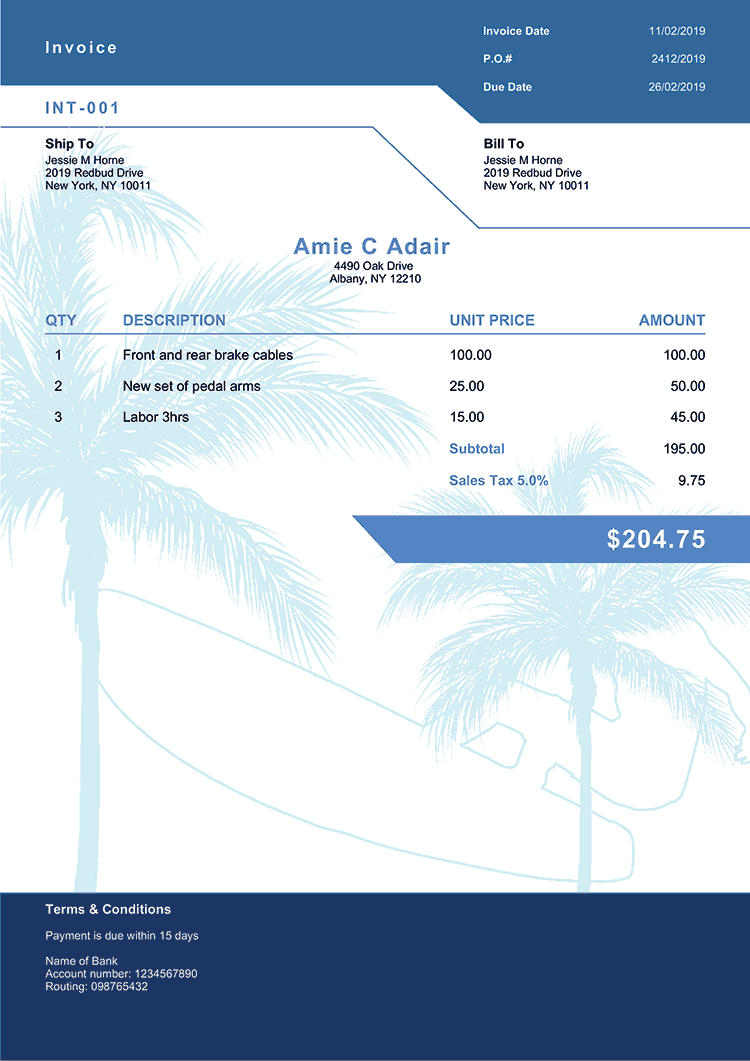 Invoice
Invoice Date 11/02/2019
P.O.# 2412/2019
Due Date 26/02/2019
INT-001
Ship To
Jessie M Horne
2019 Redbud Drive
New York, NY 10011
Bill To
Jessie M Horne
2019 Redbud Drive
New York, NY 10011
Amie C Adair
4490 Oak Drive
Albany, NY 12210
QTY DESCRIPTION UNIT PRICE AMOUNT
1 Front and rear brake cables 100.00 100.00
2 New set of pedal arms 25.00 50.00
3 Labor 3hrs 15.00 45.00
Subtotal 195.00
Sales Tax 5.0% 9.75
$204.75
Terms & Conditions
Payment is due within 15 days
Name of Bank
Account number: 1234567890
Routing: 098765432